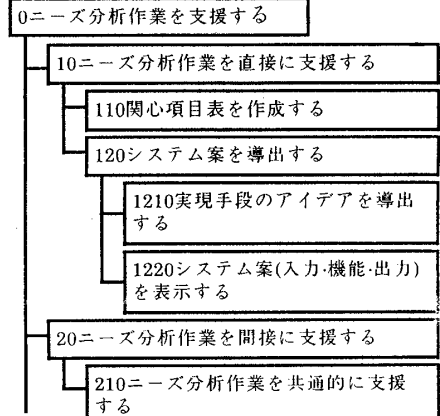 0ニーズ分析作業を支援する
10ニーズ分析作業を直接に支援する
110関心項目表を作成する
120システム案を導出する
1210実現手段のアイデアを導出
する
1220システム案(入力·機能·出力)
を表示する
20ニーズ分析作業を間接に支援する
210ニーズ分析作業を共通的に支援
する